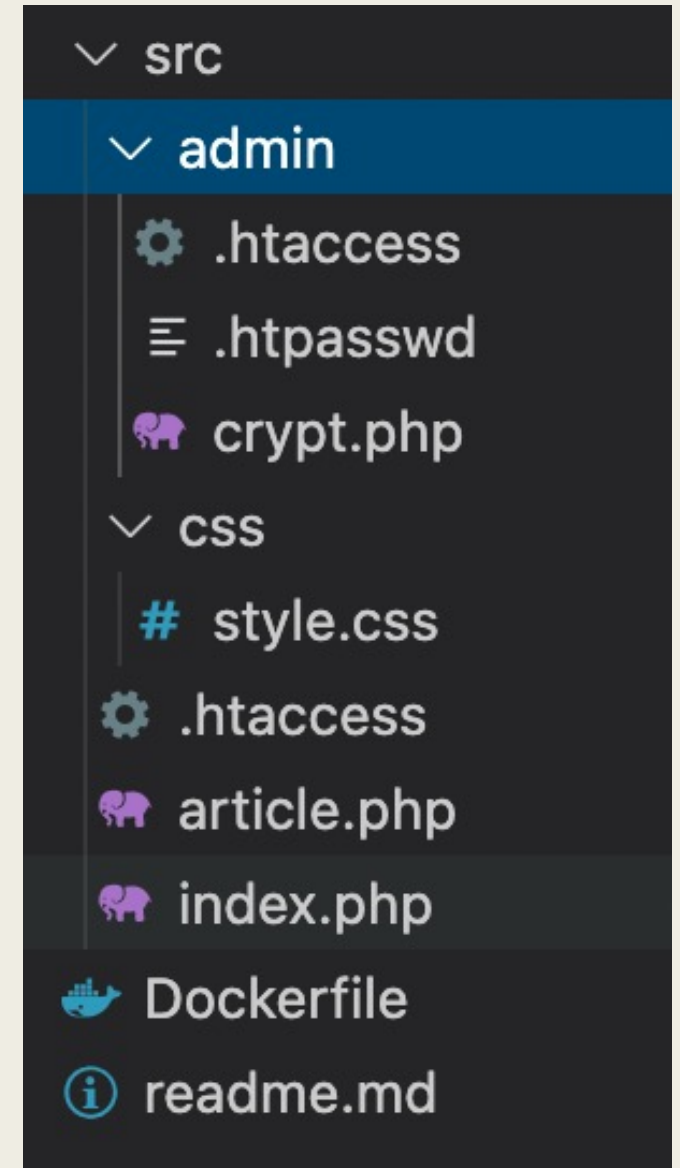 src
admin
.htaccess
.htpasswd
crypt.php
css
# style.css
.htaccess
article.php
index.php
Dockerfile
readme.md